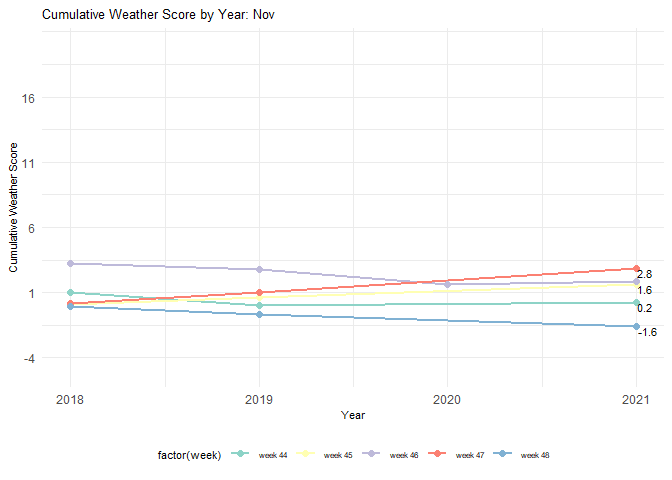 Cumulative Weather Score by Year: Nov
Cumulative Weather Score
16
11
6
1
-4
2.8
1.6
0.2
-1.6
2018 2019 2020 2021
Year
factor(week) week 44 week 45 week 46 week 47 week 48